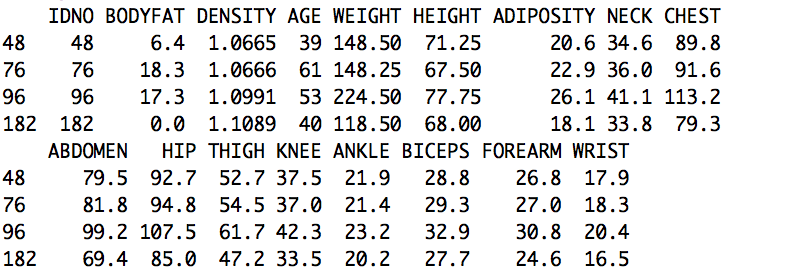 IDNO BODYFAT DENSITY AGE WEIGHT HEIGHT ADIPOSITY NECK CHEST
48 48 6.4 1.0665 39 148.50 71.25 20.6 34.6 89.8
76 76 18.3 1.0666 61 148.25 67.50 22.9 36.0 91.6
96 96 17.3 1.0991 53 224.50 77.75 26.1 41.1 113.2
182 182 0.0 1.1089 40 118.50 68.00 18.1 33.8 79.3
ABDOMEN HIP THIGH KNEE ANKLE BICEPS FOREARM WRIST
48 79.5 92.7 52.7 37.5 21.9 28.8 26.8 17.9
76 81.8 94.8 54.5 37.0 21.4 29.3 27.0 18.3
96 99.2 107.5 61.7 42.3 23.2 32.9 30.8 20.4
182 69.4 85.0 47.2 33.5 20.2 27.7 24.6 16.5